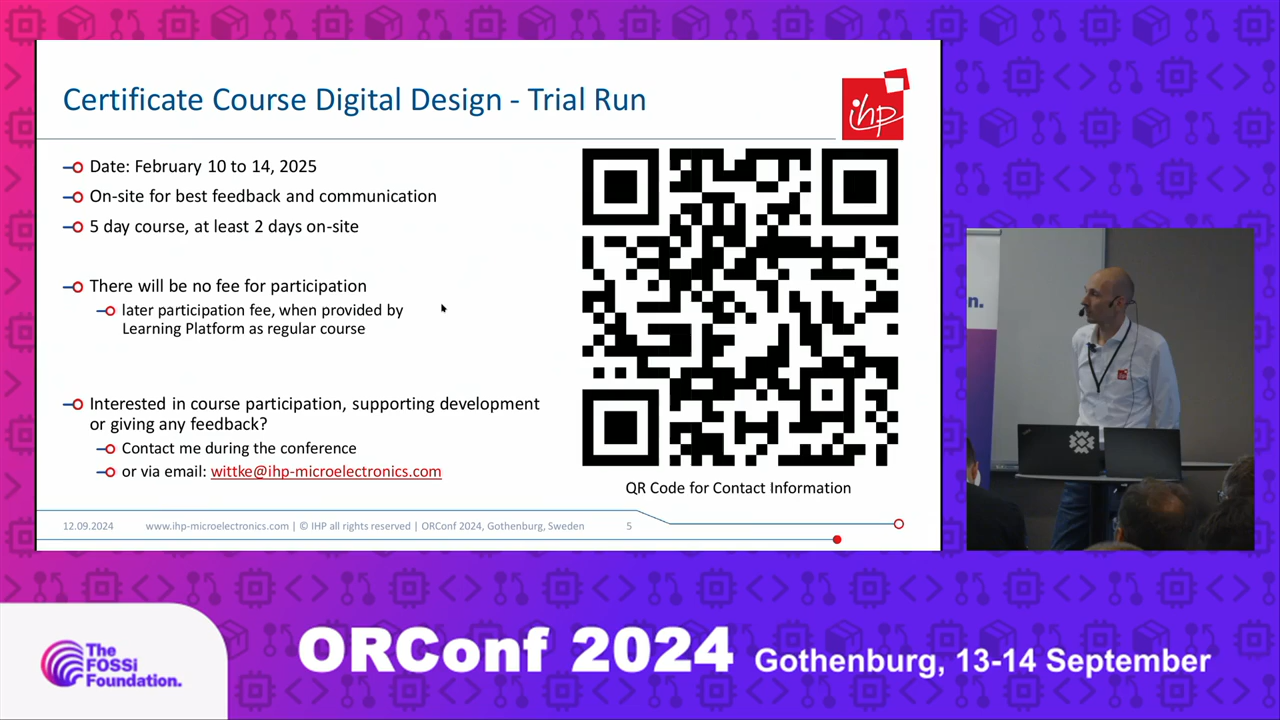 Certificate Course Digital Design - Trial Run
ihp
Date: February 10 to 14, 2025
On-site for best feedback and communication
5 day course, at least 2 days on-site
There will be no fee for participation
later participation fee, when provided by
Learning Platform as regular course
Interested in course participation, supporting development
or giving any feedback?
Contact me during the conference
or via email: wittke@ihp-microelectronics.com
QR Code for Contact Information
12.09.2024 www.ihp-microelectronics.com | © IHP all rights reserved | ORConf 2024, Gothenburg, Sweden 5
n.
ihp
The
FOSSi
Foundation.
ORConf 2024 Gothenburg, 13-14 September